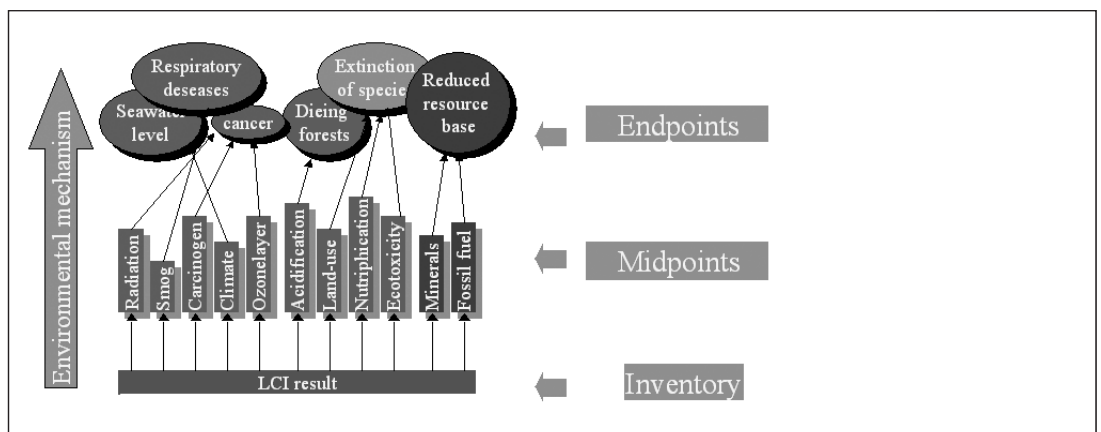 Respiratory
deseases
Extinction
of specie
Reduced
resource
base
Seawater
level
cancer
Dieing
forests
Endpoints
Environmental mechanism
Radiation
Smog
Carcinogen
Climate
Ozonelayer
Acidification
Land-use
Nutriphication
Ecotoxicity
Minerals
Fossil fuel
Midpoints
LCI result
Inventory